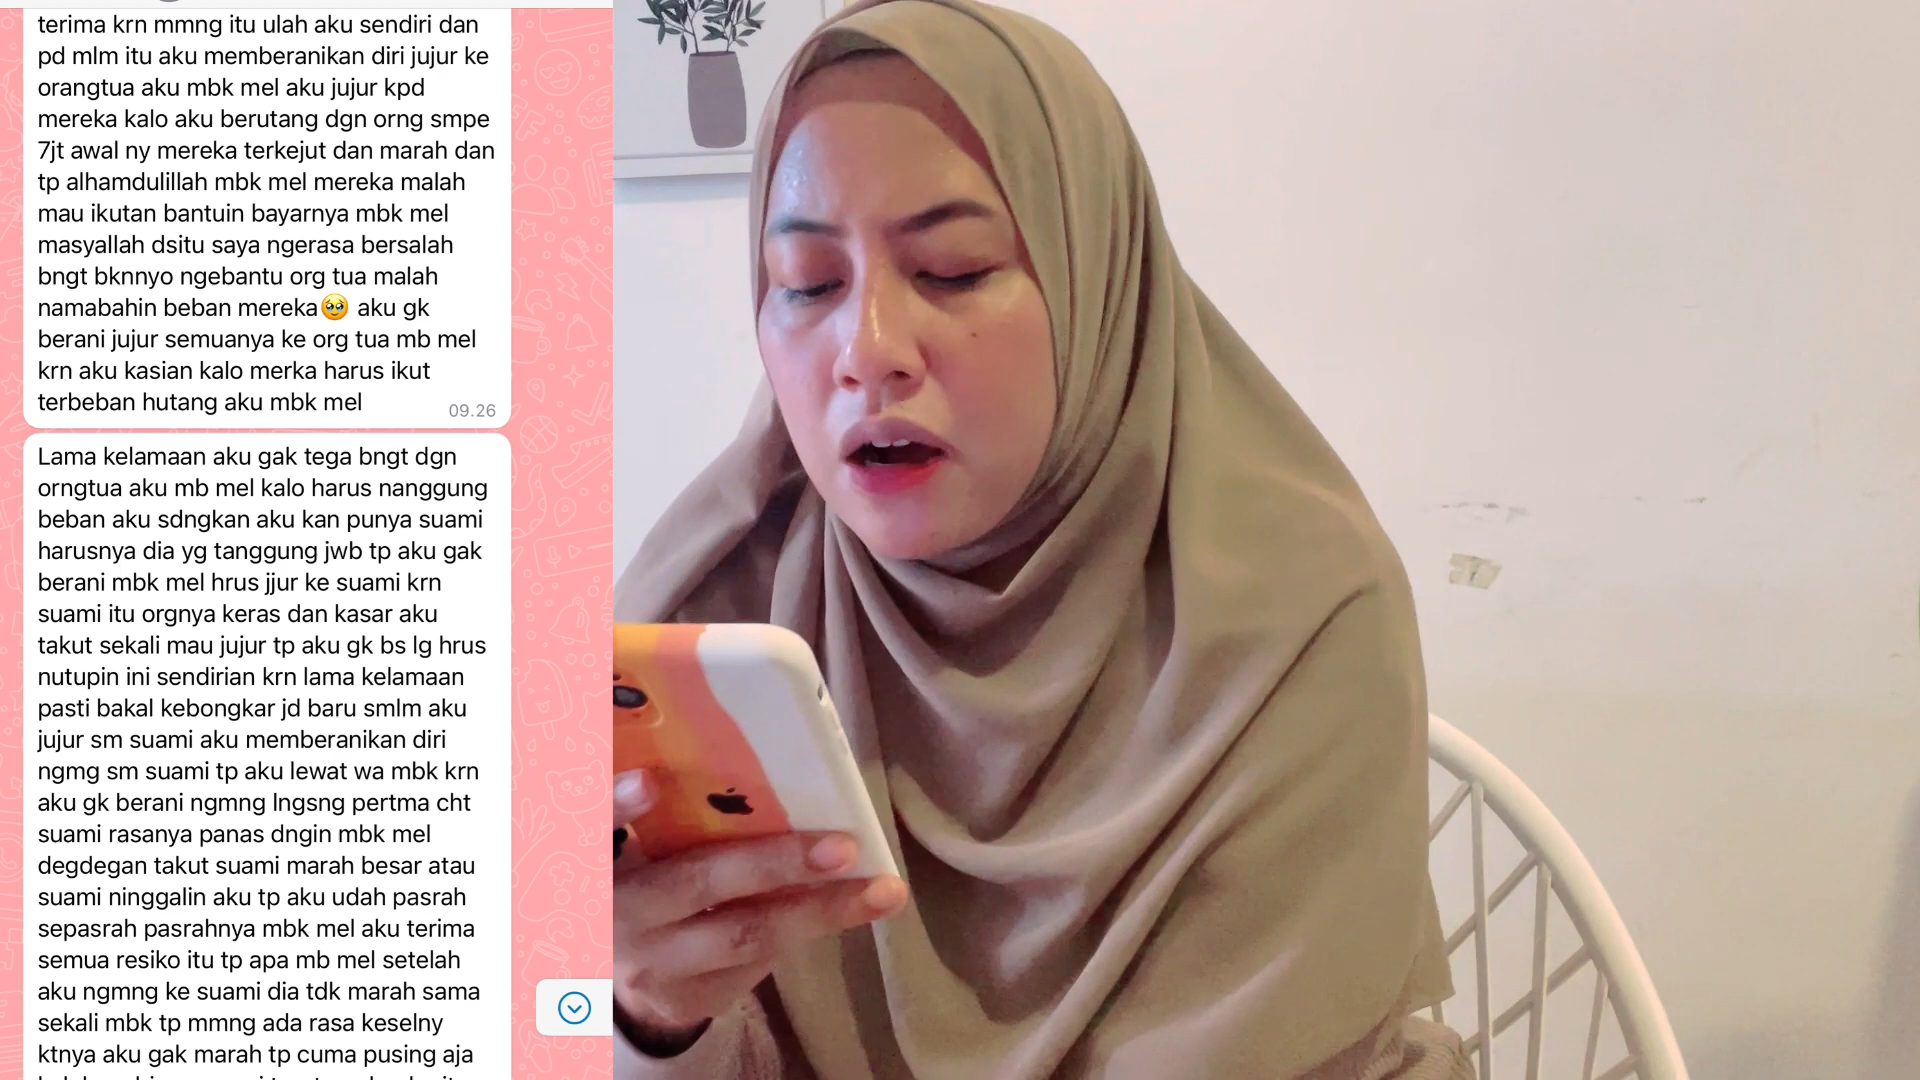 terima krn mmng itu ulah aku sendiri dan
pd mlm itu aku memberanikan diri jujur ke
orangtua aku mbk mel aku jujur kpd
mereka kalo aku berutang dgn orng smpe
7jt awal ny mereka terkejut dan marah dan
tp alhamdulillah mbk mel mereka malah
mau ikutan bantuin bayarnya mbk mel
masyallah dsitu saya ngerasa bersalah
bngt bknnyo ngebantu org tua malah
namabahin beban mereka🥹 aku gk
berani jujur semuanya ke org tua mb mel
krn aku kasian kalo merka harus ikut
terbeban hutang aku mbk mel
09.26
Lama kelamaan aku gak tega bngt dgn
orngtua aku mb mel kalo harus nanggung
beban aku sdngkan aku kan punya suami
harusnya dia yg tanggung jwb tp aku gak
berani mbk mel hrus jjur ke suami krn
suami itu orgnya keras dan kasar aku
takut sekali mau jujur tp aku gk bs lg hrus
nutupin ini sendirian krn lama kelamaan
pasti bakal kebongkar jd baru smlm aku
jujur sm suami aku memberanikan diri
ngmg sm suami tp aku lewat wa mbk krn
aku gk berani ngmng lngsng pertma cht
suami rasanya panas dngin mbk mel
degdegan takut suami marah besar atau
suami ninggalin aku tp aku udah pasrah
sepasrah pasrahnya mbk mel aku terima
semua resiko itu tp apa mb mel setelah
aku ngmng ke suami dia tdk marah sama
sekali mbk tp mmng ada rasa keselny
ktnya aku gak marah tp cuma pusing aja